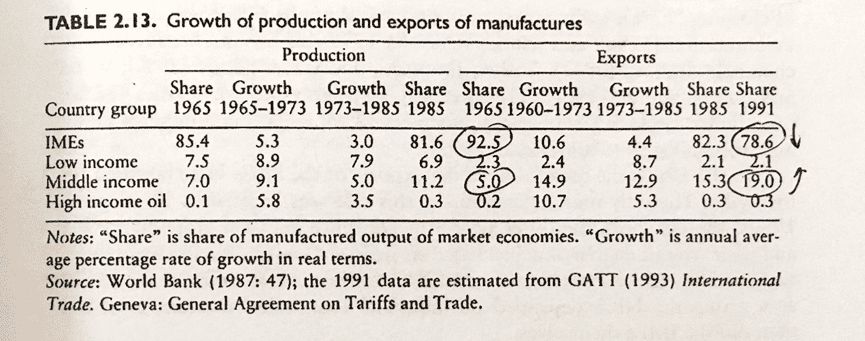 TABLE 2.13. Growth of production and exports of manufactures
Production Exports
Share Growth Growth Share Share Growth Growth Share Share
Country group 1965 1965–1973 1973–1985 1985 1965 1960–1973 1973–1985 1985 1991
IMEs 85.4 5.3 3.0 81.6 92.5 10.6 4.4 82.3 78.6
Low income 7.5 8.9 7.9 6.9 2.3 2.4 8.7 2.1 2.1
Middle income 7.0 9.1 5.0 11.2 5.0 14.9 12.9 15.3 19.0
High income oil 0.1 5.8 3.5 0.3 0.2 10.7 5.3 0.3 0.3
Notes: “Share” is share of manufactured output of market economies. “Growth” is annual aver-
age percentage rate of growth in real terms.
Source: World Bank (1987: 47); the 1991 data are estimated from GATT (1993) International
Trade. Geneva: General Agreement on Tariffs and Trade.